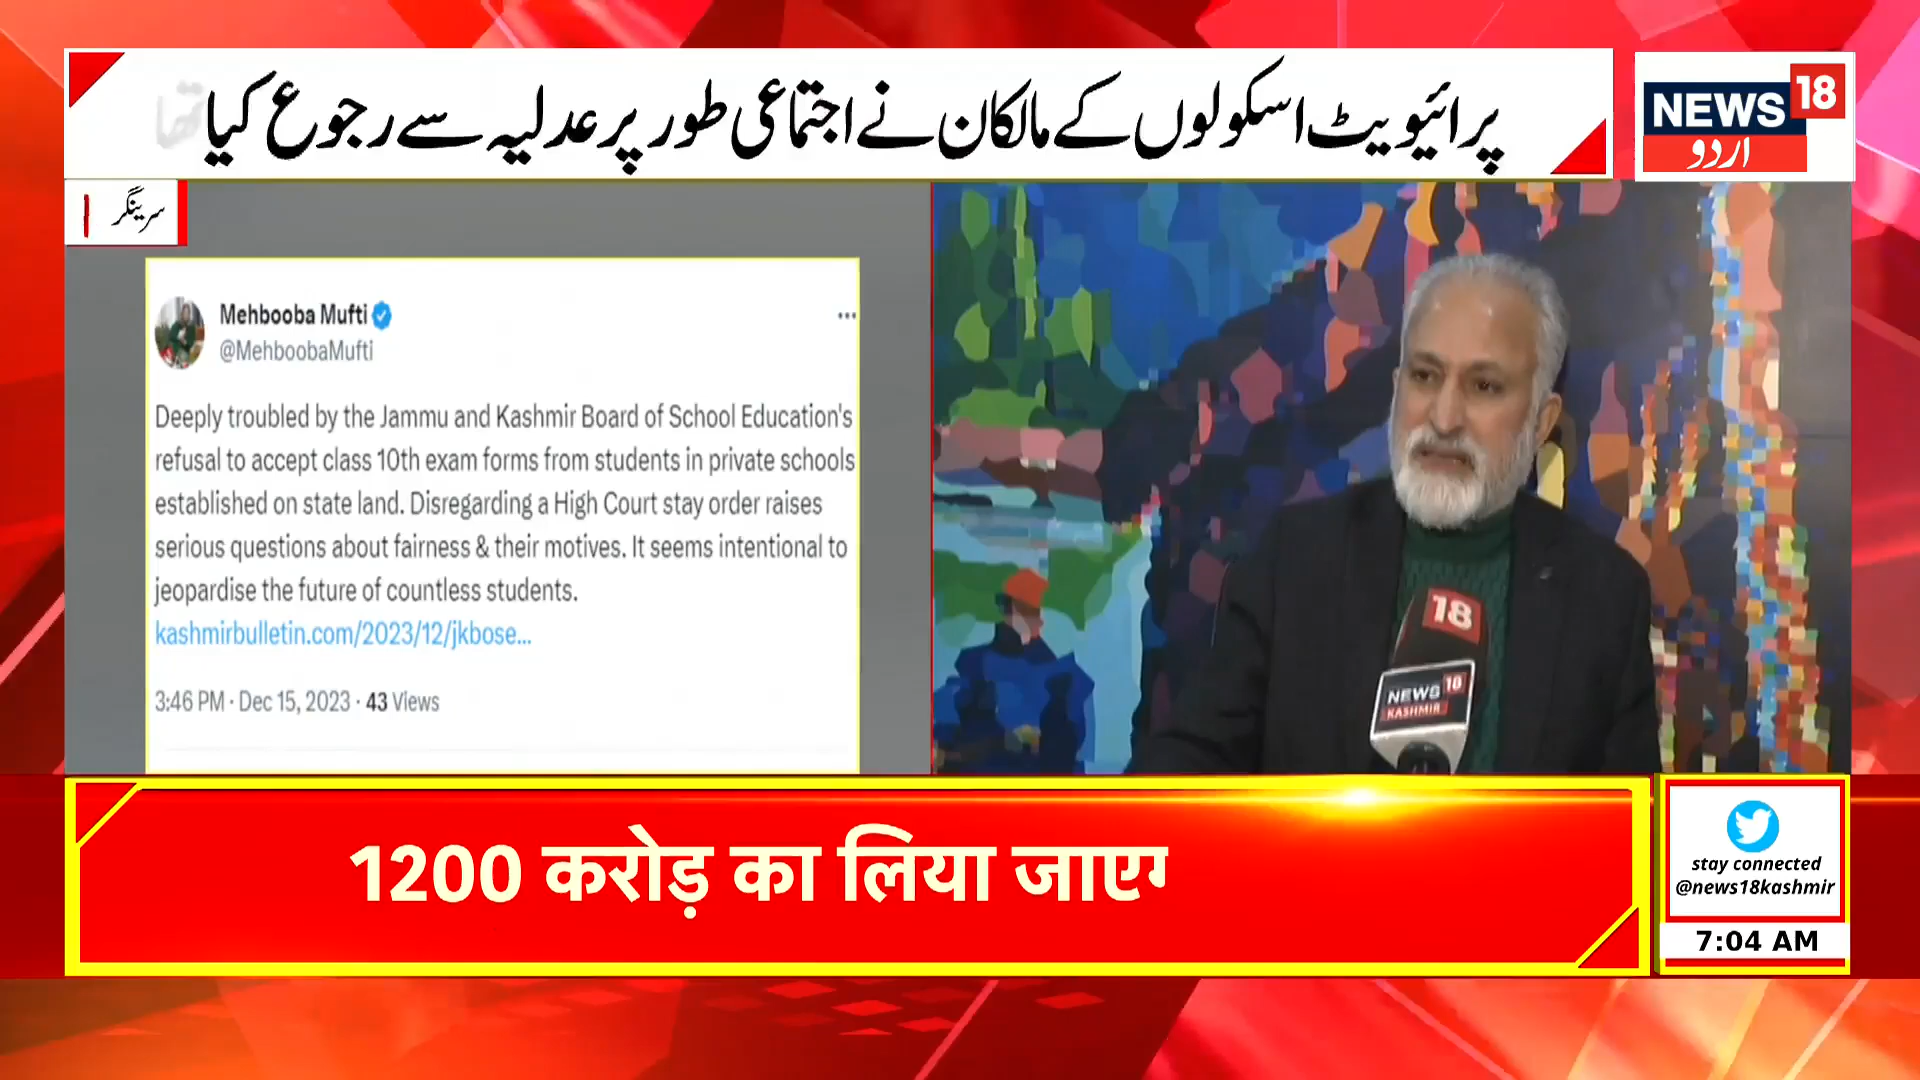 پرائیویٹ اسکولوں کے مالکان نے اجتماعی طور پر عدلیہ سے رجوع کیا تھا
NEWS 18
اردو
سرینگر
Mehbooba Mufti
@MehboobaMufti
Deeply troubled by the Jammu and Kashmir Board of School Education's
refusal to accept class 10th exam forms from students in private schools
established on state land. Disregarding a High Court stay order raises
serious questions about fairness & their motives. It seems intentional to
jeopardise the future of countless students.
kashmirbulletin.com/2023/12/jkbose...
3:46 PM · Dec 15, 2023 · 43 Views
18
NEWS 18
KASHMIR
1200 करोड़ का लिया जाए
stay connected
@news18kashmir
7:04 AM